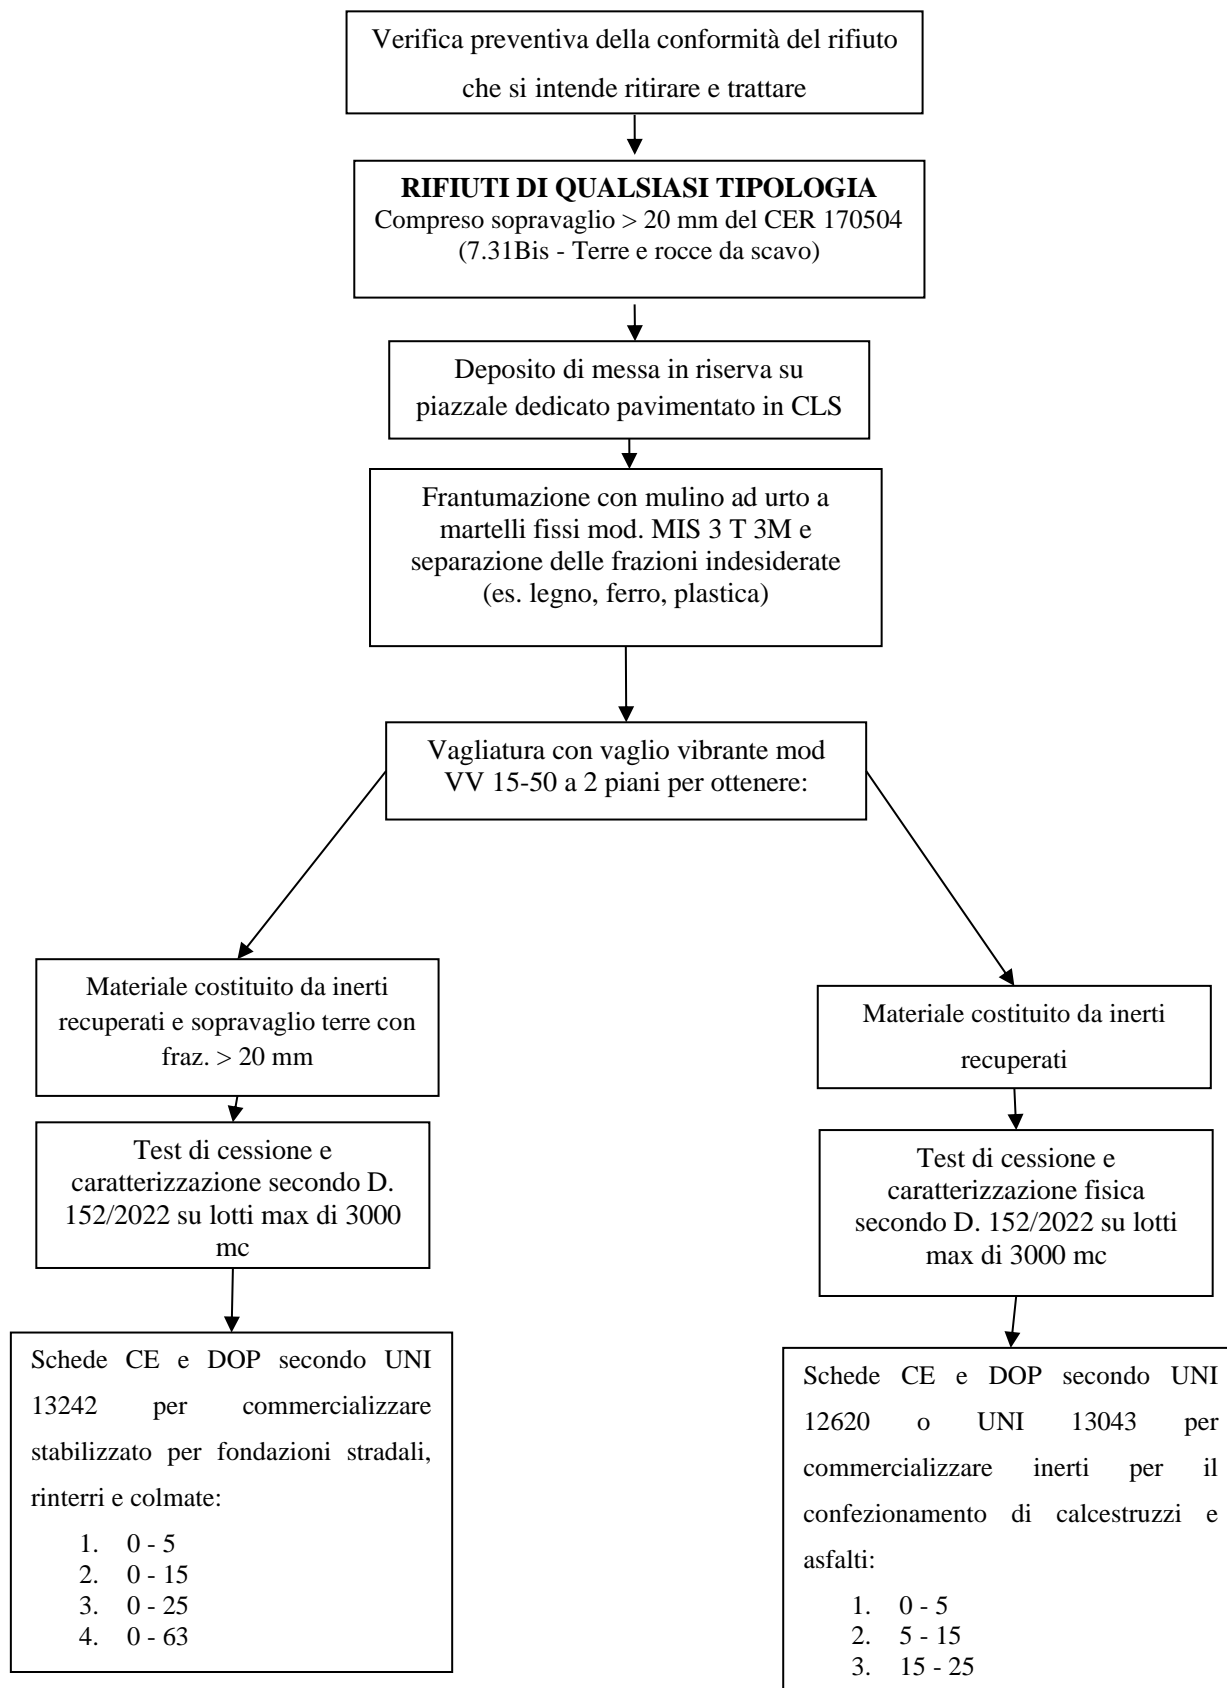 Verifica preventiva della conformità del rifiuto
che si intende ritirare e trattare
RIFIUTI DI QUALSIASI TIPOLOGIA
Compreso sopravaglio > 20 mm del CER 170504
(7.31Bis - Terre e rocce da scavo)
Deposito di messa in riserva su
piazzale dedicato pavimentato in CLS
Frantumazione con mulino ad urto a
martelli fissi mod. MIS 3 T 3M e
separazione delle frazioni indesiderate
(es. legno, ferro, plastica)
Vagliatura con vaglio vibrante mod
VV 15-50 a 2 piani per ottenere:
Materiale costituito da inerti
recuperati e sopravaglio terre con
fraz. > 20 mm
Test di cessione e
caratterizzazione secondo D.
152/2022 su lotti max di 3000
mc
Schede CE e DOP secondo UNI
13242 per commercializzare
stabilizzato per fondazioni stradali,
rinterri e colmate:
1. 0 - 5
2. 0 - 15
3. 0 - 25
4. 0 - 63
Materiale costituito da inerti
recuperati
Test di cessione e
caratterizzazione fisica
secondo D. 152/2022 su lotti
max di 3000 mc
Schede CE e DOP secondo UNI
12620 o UNI 13043 per
commercializzare inerti per il
confezionamento di calcestruzzi e
asfalti:
1. 0 - 5
2. 5 - 15
3. 15 - 25